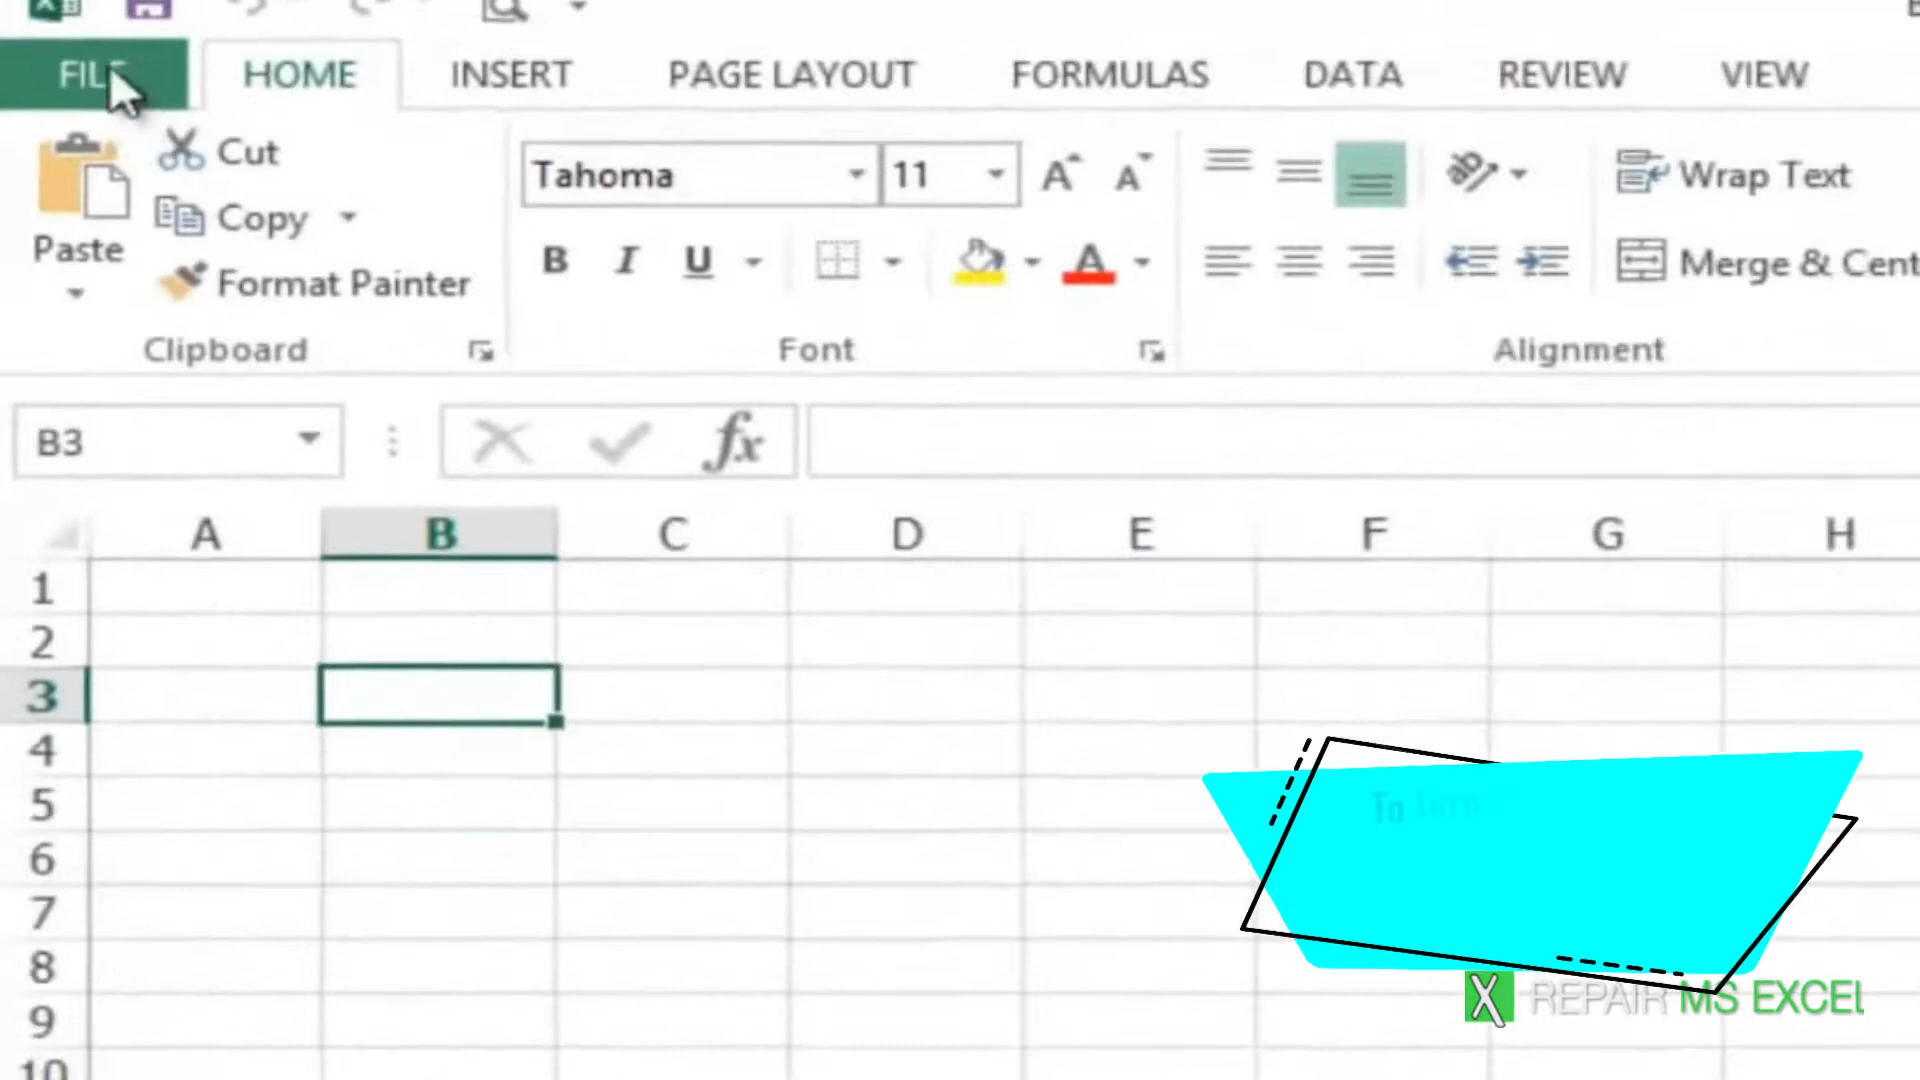 FILE HOME INSERT PAGE LAYOUT FORMULAS DATA REVIEW VIEW
Paste
Cut
Copy
Format Painter
Clipboard
Tahoma 11
B I U
Font
Wrap Text
Merge & Cent
Alignment
B3 fx
A B C D E F G H
1
2
3
4
5
6
7
8
9
10
To turn
REPAIR MS EXCEL